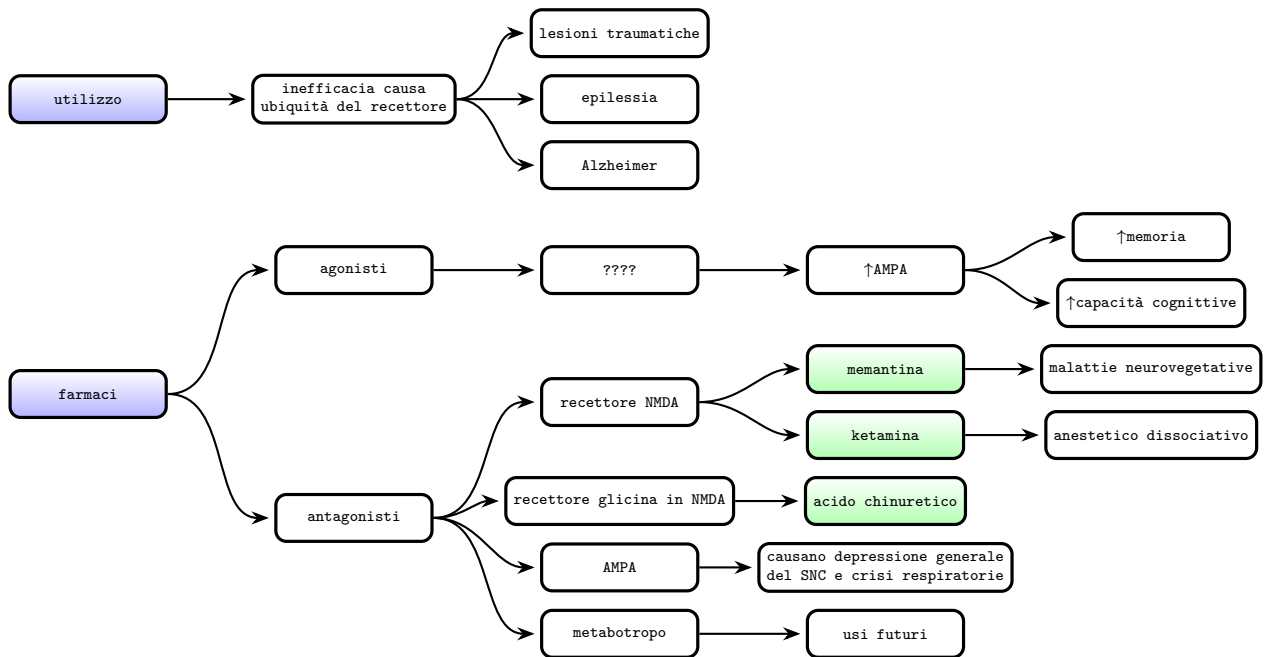 lesioni traumatiche
utilizzo
inefficacia causa
ubiquità del recettore
epilessia
Alzheimer
↑memoria
agonisti
????
↑AMPA
↑capacità cognittive
farmaci
memantina
malattie neurovegetative
recettore NMDA
ketamina
anestetico dissociativo
antagonisti
recettore glicina in NMDA
acido chinuretico
AMPA
causano depressione generale
del SNC e crisi respiratorie
metabotropo
usi futuri